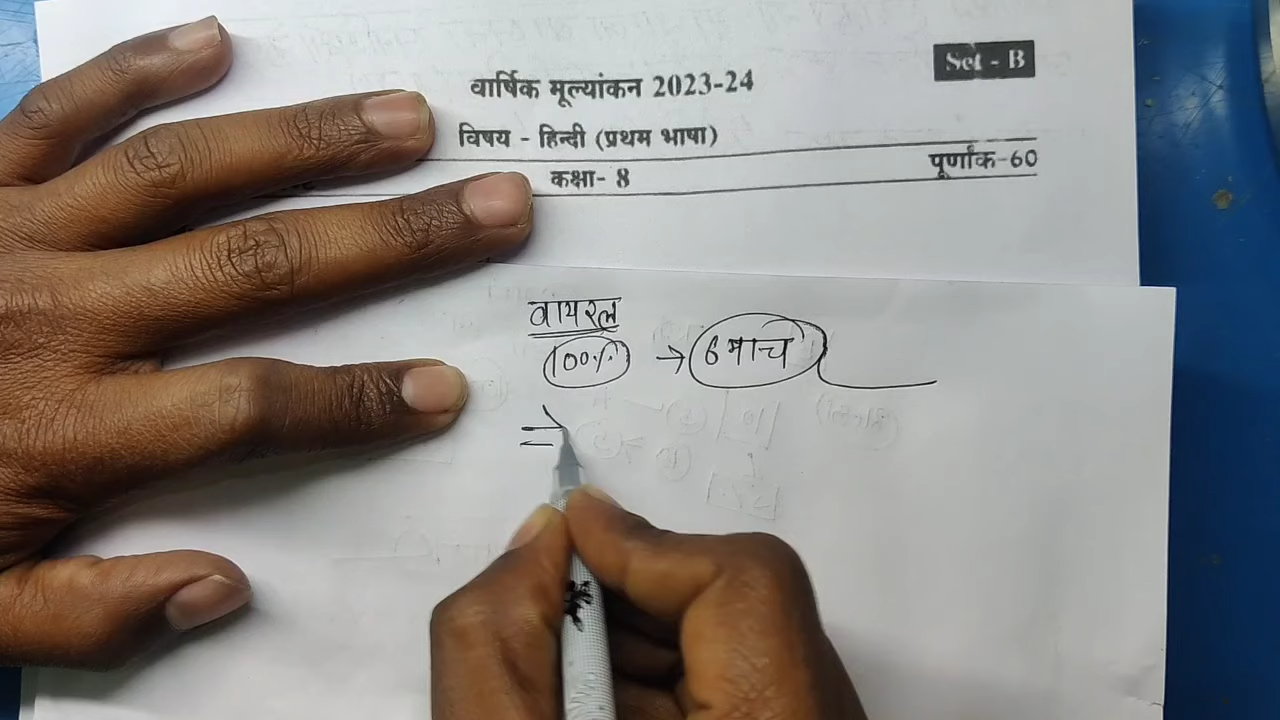 Set - B
वार्षिक मूल्यांकन 2023-24
विषय - हिन्दी (प्रथम भाषा)
कक्षा- 8 पूर्णांक-60
वायरल
100% → 6 मार्च
⇒